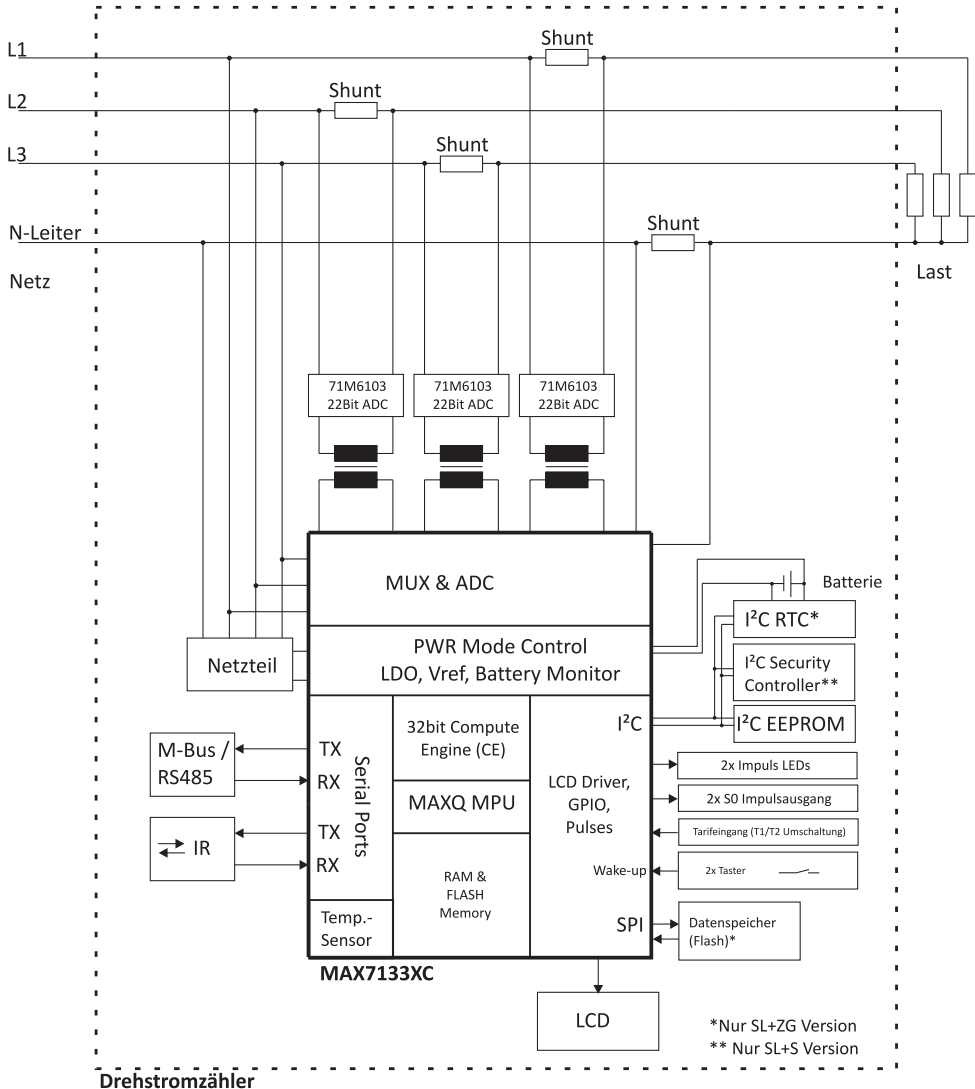 L1
Shunt
L2
Shunt
L3
Shunt
N-Leiter
Shunt
Netz
Last
71M6103
22Bit ADC
71M6103
22Bit ADC
71M6103
22Bit ADC
MUX & ADC
Batterie
I²C RTC*
PWR Mode Control
LDO, Vref, Battery Monitor
Netzteil
I²C Security
Controller**
I²C
I²C EEPROM
M-Bus /
RS485
TX
RX
Serial Ports
32bit Compute
Engine (CE)
MAXQ MPU
LCD Driver,
GPIO,
Pulses
2x Impuls LEDs
2x S0 Impulsausgang
Tarifeingang (T1/T2 Umschaltung)
IR
TX
RX
RAM &
FLASH
Memory
Wake-up
2x Taster
Temp.-
Sensor
SPI
Datenspeicher
(Flash)*
MAX7133XC
LCD
*Nur SL+ZG Version
** Nur SL+S Version
Drehstromzähler